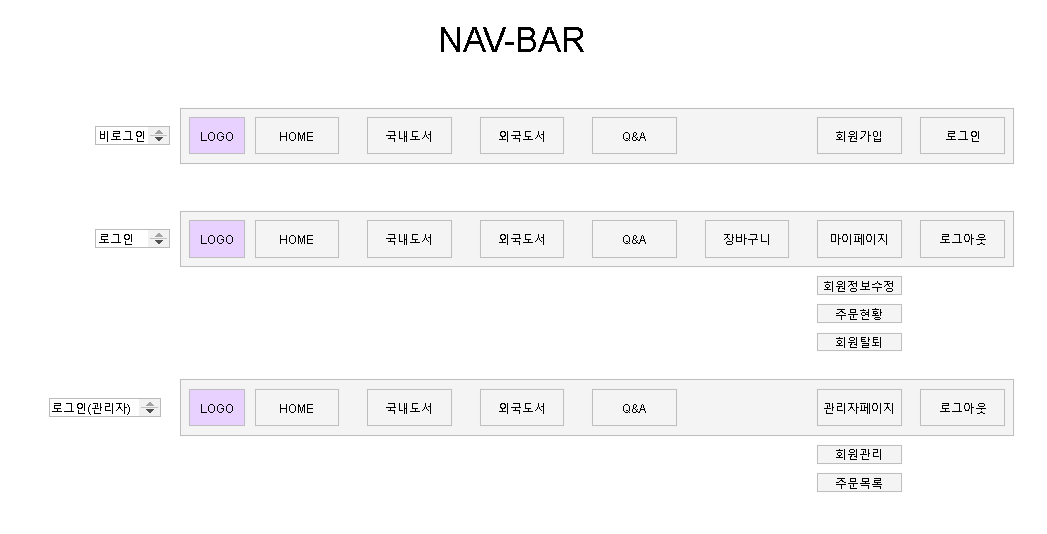 NAV-BAR
비로그인 LOGO HOME 국내도서 외국도서 Q&A 회원가입 로그인
로그인 LOGO HOME 국내도서 외국도서 Q&A 장바구니 마이페이지 로그아웃
회원정보수정
주문현황
회원탈퇴
로그인(관리자) LOGO HOME 국내도서 외국도서 Q&A 관리자페이지 로그아웃
회원관리
주문목록